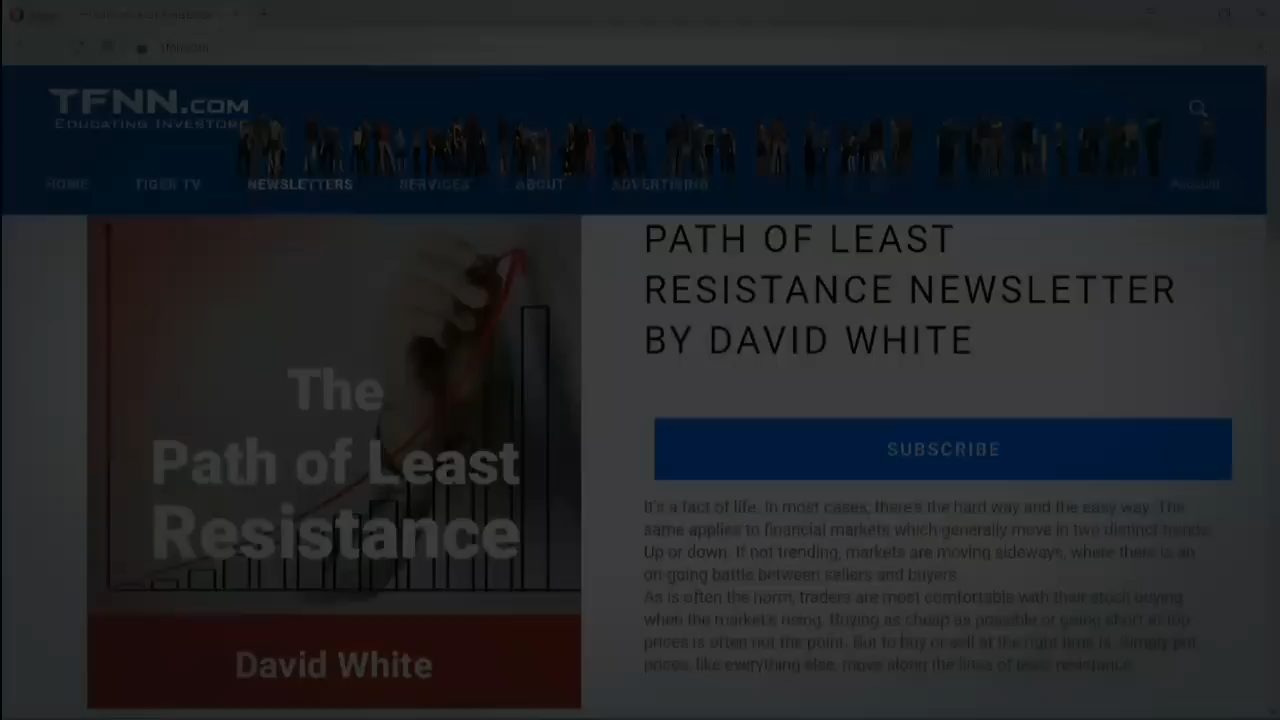 TFNN.COM
EDUCATING INVESTORS
HOME TIGER TV NEWSLETTERS SERVICES ABOUT ADVERTISING Account
PATH OF LEAST
RESISTANCE NEWSLETTER
BY DAVID WHITE
The
Path of Least
Resistance
David White
SUBSCRIBE
It's a fact of life. In most cases, there's the hard way and the easy way. The
same applies to financial markets which generally move in two distinct trends:
Up or down. If not trending, markets are moving sideways, where there is an
on-going battle between sellers and buyers.
As is often the norm, traders are most comfortable with their stock buying
when the market's rising. Buying as cheap as possible or going short at top
prices is often not the point. But to buy or sell at the right time is, simply put,
prices, like everything else, move along the lines of least resistance.